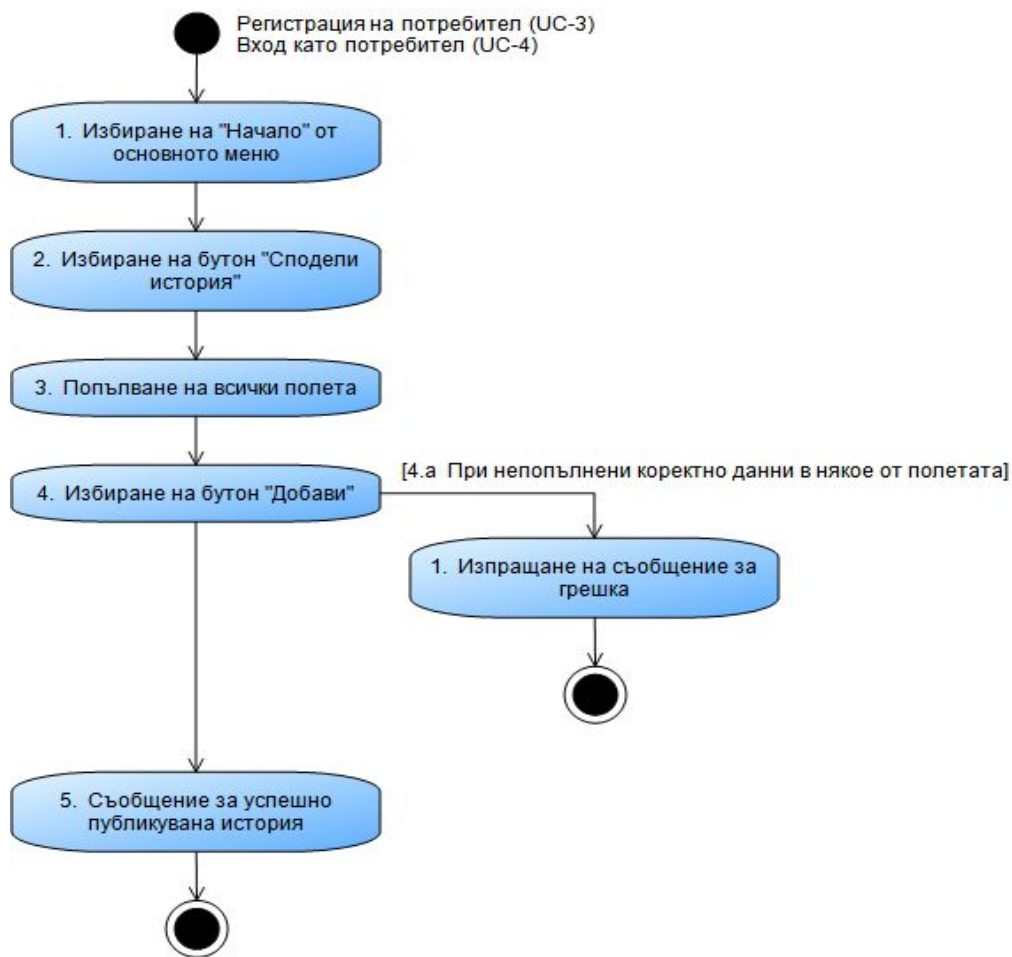 Регистрация на потребител (UC-3)
Вход като потребител (UC-4)
1. Избиране на "Начало" от
основното меню
2. Избиране на бутон "Сподели
история"
3. Попълване на всички полета
4. Избиране на бутон "Добави"
[4.a При непопълнени коректно данни в някое от полетата]
1. Изпращане на съобщение за
грешка
5. Съобщение за успешно
публикувана история